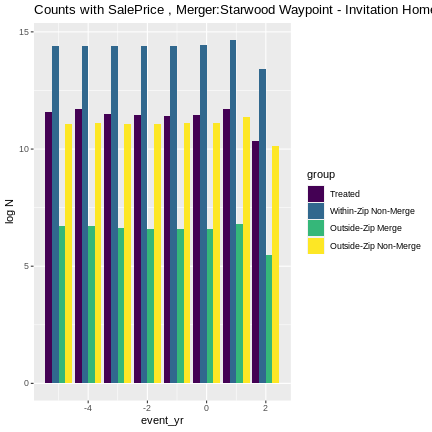 Counts with SalePrice , Merger:Starwood Waypoint - Invitation Home
15
10
5
0
log N
-4
-2
0
2
event_yr
group
Treated
Within-Zip Non-Merge
Outside-Zip Merge
Outside-Zip Non-Merge